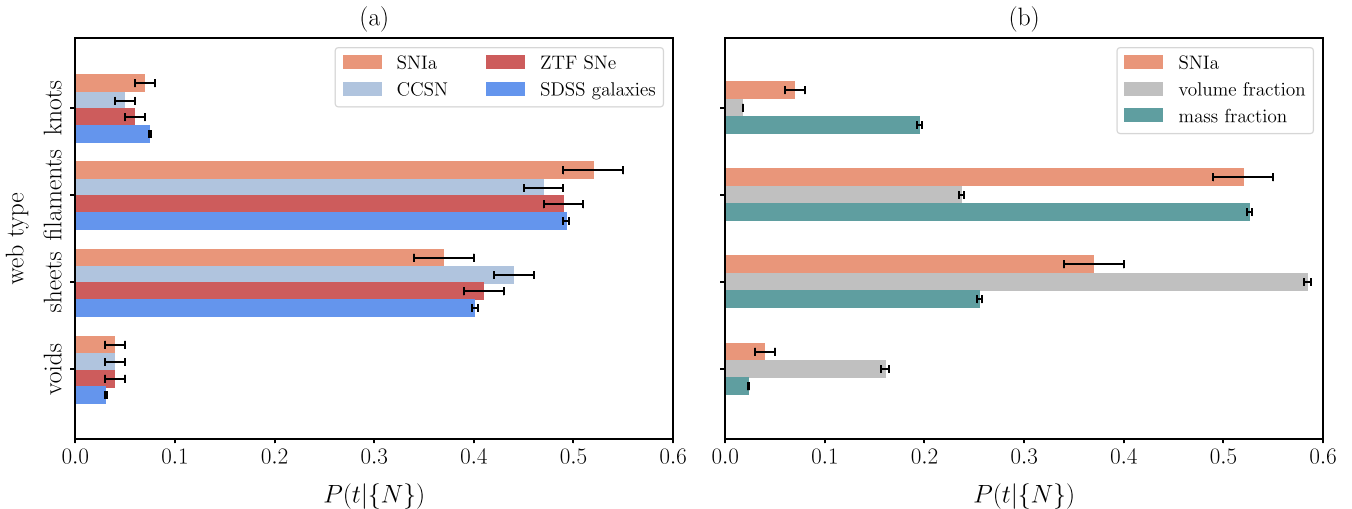 (a)
SNIa
CCSN
ZTF SNe
SDSS galaxies
web type
knots
filaments
sheets
voids
0.0 0.1 0.2 0.3 0.4 0.5 0.6
P(t|{N})
(b)
SNIa
volume fraction
mass fraction
0.0 0.1 0.2 0.3 0.4 0.5 0.6
P(t|{N})